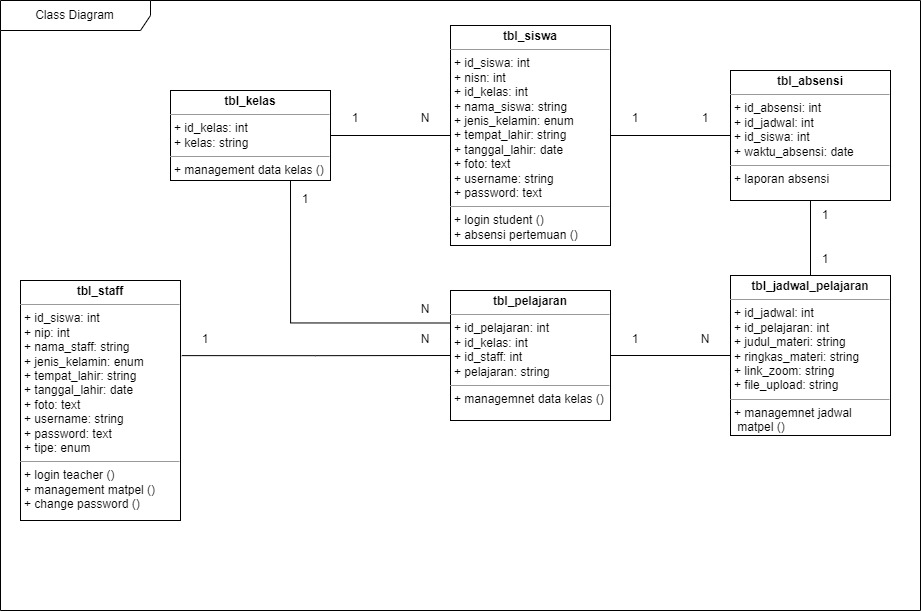 Class Diagram
tbl_siswa
+ id_siswa: int
+ nisn: int
+ id_kelas: int
+ nama_siswa: string
+ jenis_kelamin: enum
+ tempat_lahir: string
+ tanggal_lahir: date
+ foto: text
+ username: string
+ password: text
+ login student ()
+ absensi pertemuan ()
tbl_kelas
+ id_kelas: int
+ kelas: string
+ management data kelas ()
1
N
1
1
tbl_absensi
+ id_absensi: int
+ id_jadwal: int
+ id_siswa: int
+ waktu_absensi: date
+ laporan absensi
1
1
1
N
tbl_staff
+ id_siswa: int
+ nip: int
+ nama_staff: string
+ jenis_kelamin: enum
+ tempat_lahir: string
+ tanggal_lahir: date
+ foto: text
+ username: string
+ password: text
+ tipe: enum
+ login teacher ()
+ management matpel ()
+ change password ()
1
N
tbl_pelajaran
+ id_pelajaran: int
+ id_kelas: int
+ id_staff: int
+ pelajaran: string
+ managemnet data kelas ()
1
N
tbl_jadwal_pelajaran
+ id_jadwal: int
+ id_pelajaran: int
+ judul_materi: string
+ ringkas_materi: string
+ link_zoom: string
+ file_upload: string
+ managemnet jadwal
matpel ()